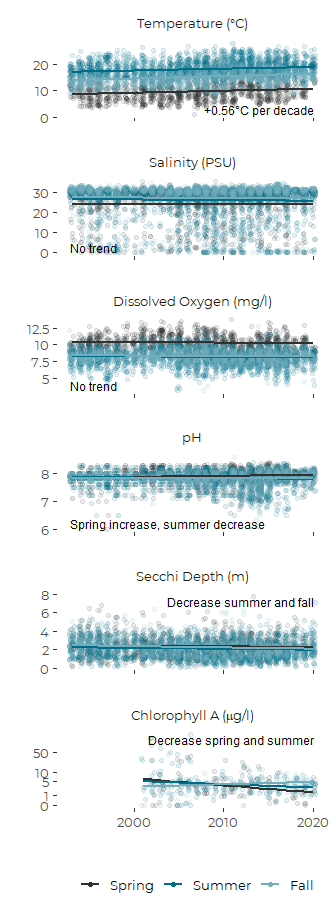 Temperature (°C)
20
10
0
+0.56°C per decade
Salinity (PSU)
30
20
10
0
No trend
Dissolved Oxygen (mg/l)
12.5
10
7.5
5
No trend
pH
8
7
6
Spring increase, summer decrease
Secchi Depth (m)
8
6
4
2
0
Decrease summer and fall
Chlorophyll A (µg/l)
50
10
5
1
0
Decrease spring and summer
2000 2010 2020
Spring Summer Fall